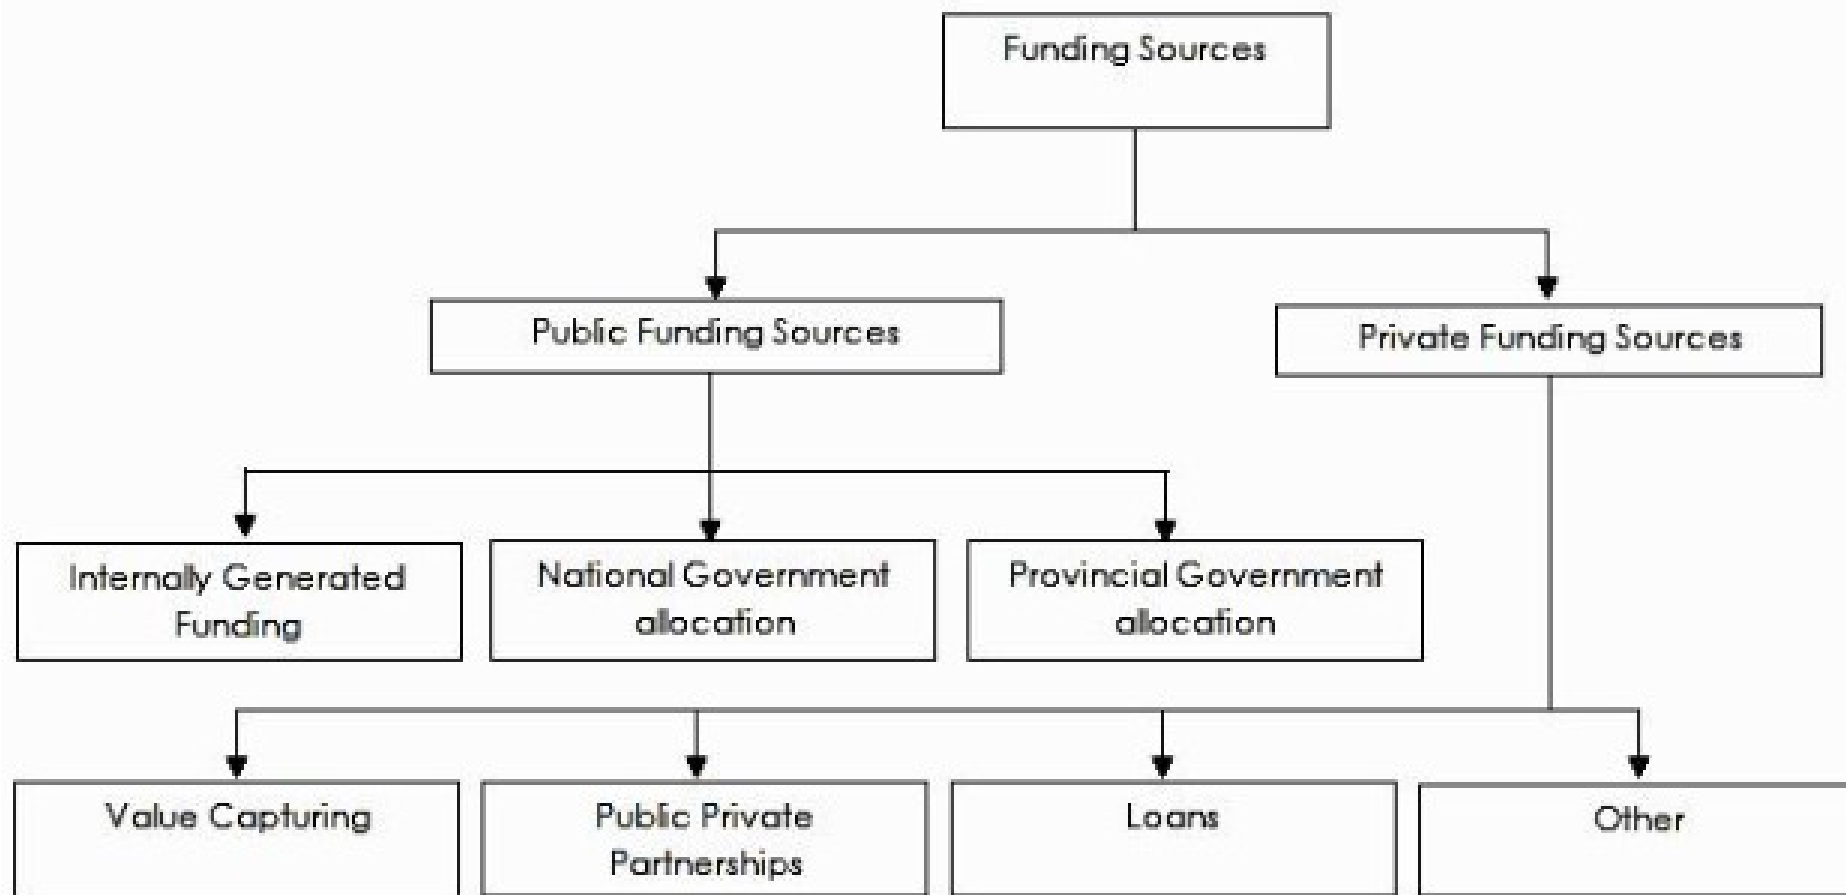 Funding Sources
Public Funding Sources
Private Funding Sources
Internally Generated
Funding
National Government
allocation
Provincial Government
allocation
Value Capturing
Public Private
Partnerships
Loans
Other